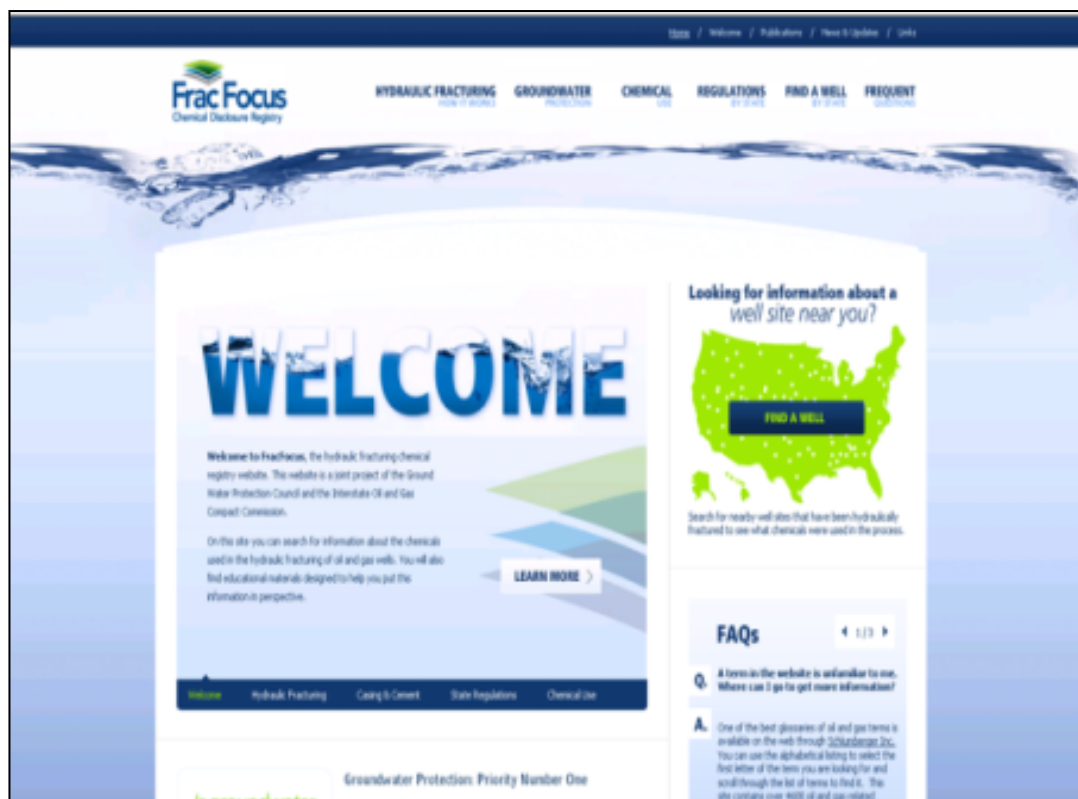 Home / Welcome / Publications / News & Updates / Links
Frac Focus
Chemical Disclosure Registry
HYDRAULIC FRACTURING
HOW IT WORKS
GROUNDWATER
PROTECTION
CHEMICAL
USE
REGULATIONS
BY STATE
FIND A WELL
BY STATE
FREQUENT
QUESTIONS
WELCOME
Welcome to FracFocus, the hydraulic fracturing chemical
registry website. This website is a joint project of the Ground
Water Protection Council and the Interstate Oil and Gas
Compact Commission.
On this site you can search for information about the chemicals
used in the hydraulic fracturing of oil and gas wells. You will also
find educational materials designed to help you put this
information in perspective.
LEARN MORE
Welcome Hydraulic Fracturing Casing & Cement State Regulations Chemical Use
Groundwater Protection: Priority Number One
Looking for information about a
well site near you?
FIND A WELL
Search for nearby well sites that have been hydraulically
fractured to see what chemicals were used in the process.
FAQs
1/3
Q. A term in the website is unfamiliar to me.
Where can I go to get more information?
A. One of the best glossaries of oil and gas terms is
available on the web through Schlumberger Inc.
You can use the alphabetical listing to select the
first letter of the term you are looking for and
scroll through the list of terms to find it. This
site contains over 4600 oil and gas related